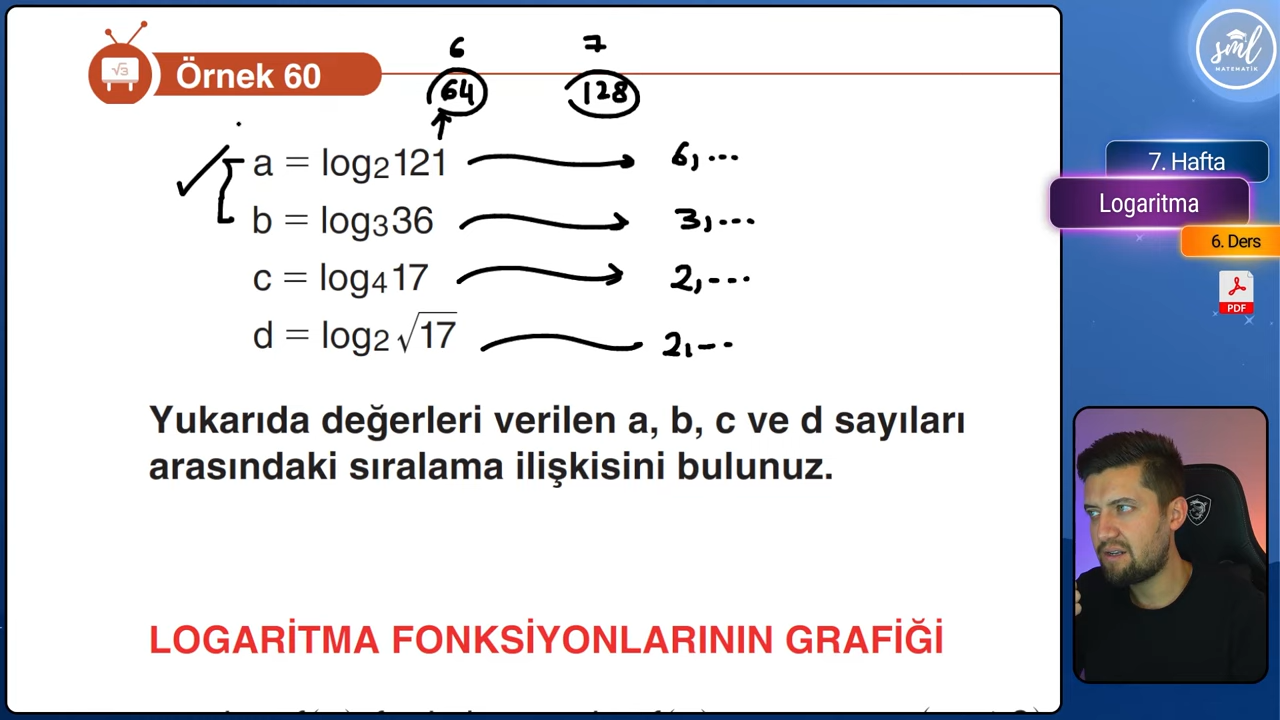 6 7
√3 Örnek 60 64 128
sml
MATEMATİK
a = log₂121 6,...
7. Hafta
b = log₃36 3,...
Logaritma
6. Ders
c = log₄17 2,...
PDF
d = log₂√17 2,...
Yukarıda değerleri verilen a, b, c ve d sayıları
arasındaki sıralama ilişkisini bulunuz.
LOGARİTMA FONKSİYONLARININ GRAFİĞİ